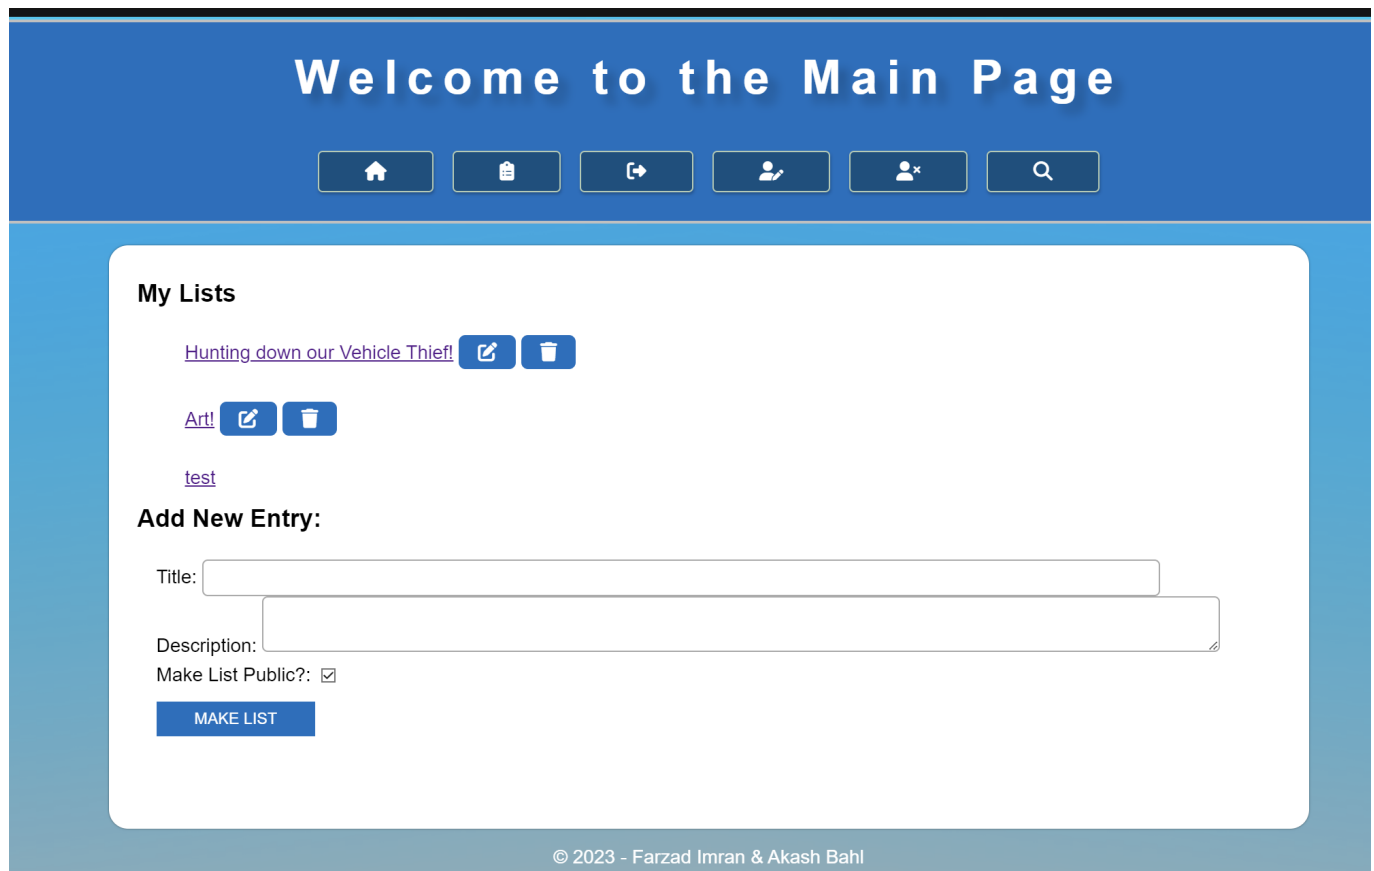 Welcome to the Main Page
My Lists
Hunting down our Vehicle Thief!
Art!
test
Add New Entry:
Title:
Description:
Make List Public?:
MAKE LIST
© 2023 - Farzad Imran & Akash Bahl